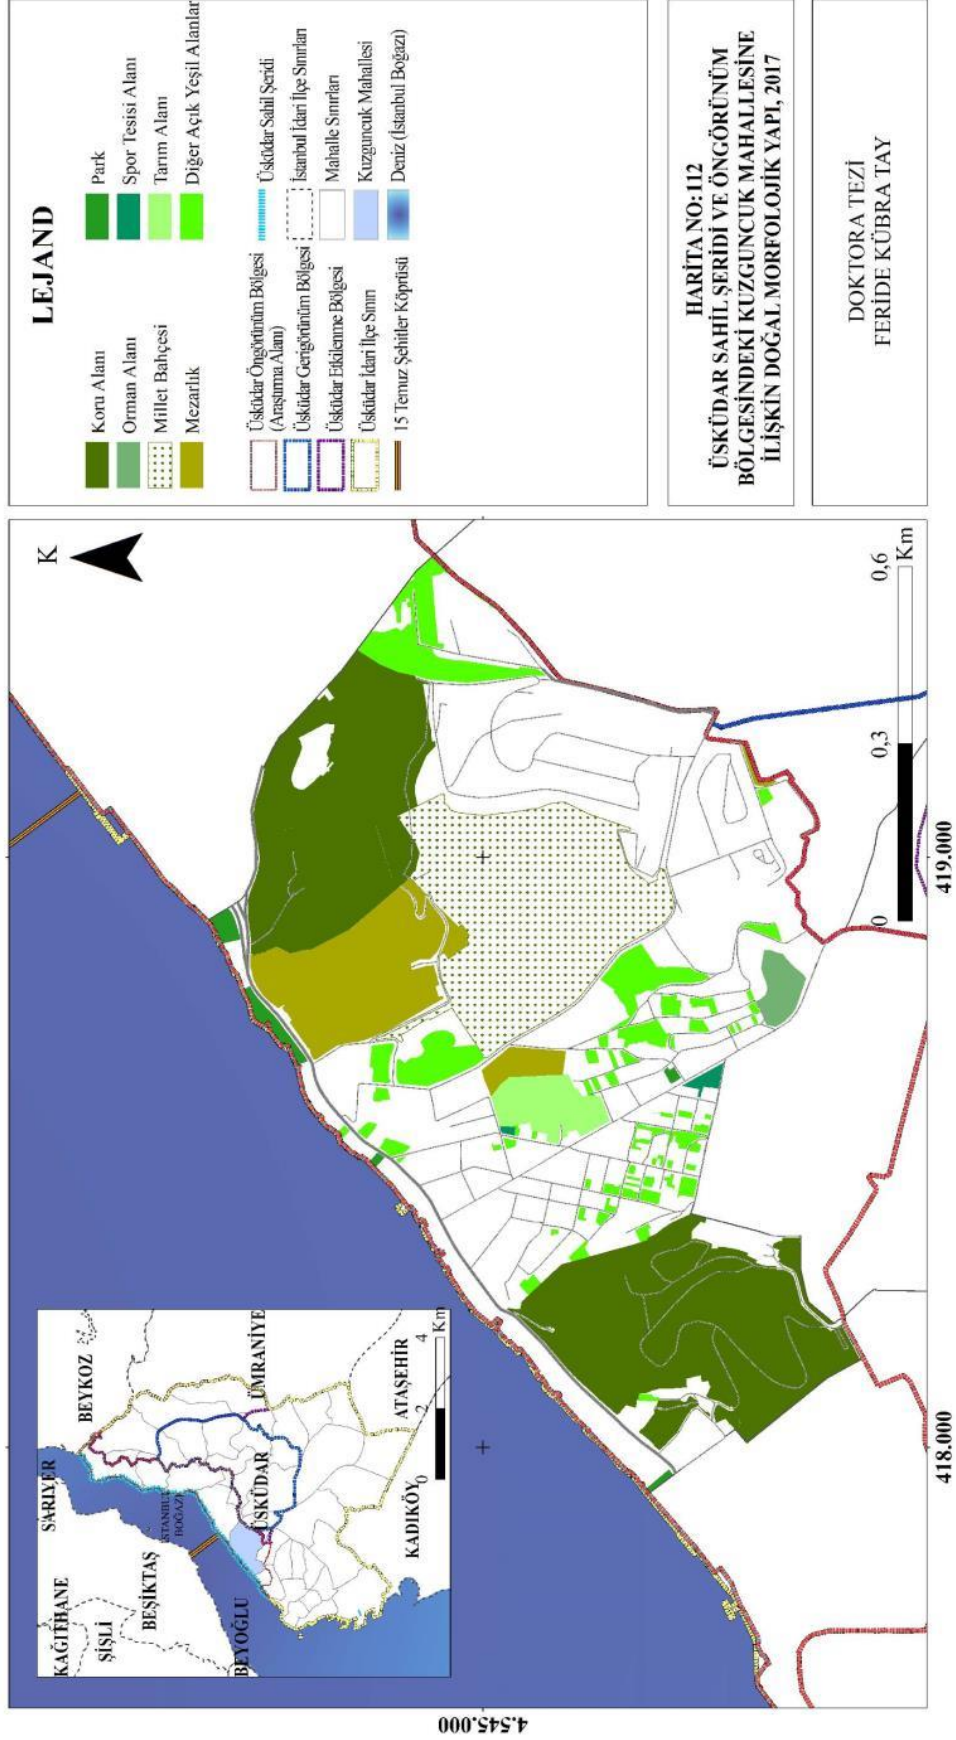 LEJAND
Koru Alanı
Orman Alanı
Millet Bahçesi
Mezarlık
Park
Spor Tesisi Alanı
Tarım Alanı
Diğer Açık Yeşil Alanlar
Üsküdar Öngörünüm Bölgesi
(Araştırma Alanı)
Üsküdar Gerigörünüm Bölgesi
Üsküdar Etkilenme Bölgesi
Üsküdar İdari İlçe Sınırı
15 Temuz Şehitler Köprüsü
Üsküdar Sahil Şeridi
İstanbul İdari İlçe Sınırları
Mahalle Sınırları
Kuzguncuk Mahallesi
Deniz (İstanbul Boğazı)
HARİTA NO:112
ÜSKÜDAR SAHİL ŞERİDİ VE ÖNGÖRÜNÜM
BÖLGESİNDEKİ KUZGUNCUK MAHALLESİNE
İLİŞKİN DOĞAL MORFOLOJİK YAPI, 2017
DOKTORA TEZİ
FERİDE KÜBRA TAY
K
KAĞITHANE
SARIYER
BEYKOZ
ŞİŞLİ
BEŞİKTAŞ
İSTANBUL
BOĞAZI
BEYOĞLU
ÜSKÜDAR
ÜMRANİYE
KADIKÖY
ATAŞEHİR
0 2 4
Km
0 0,3 0,6
Km
4.545.000
418.000
419.000